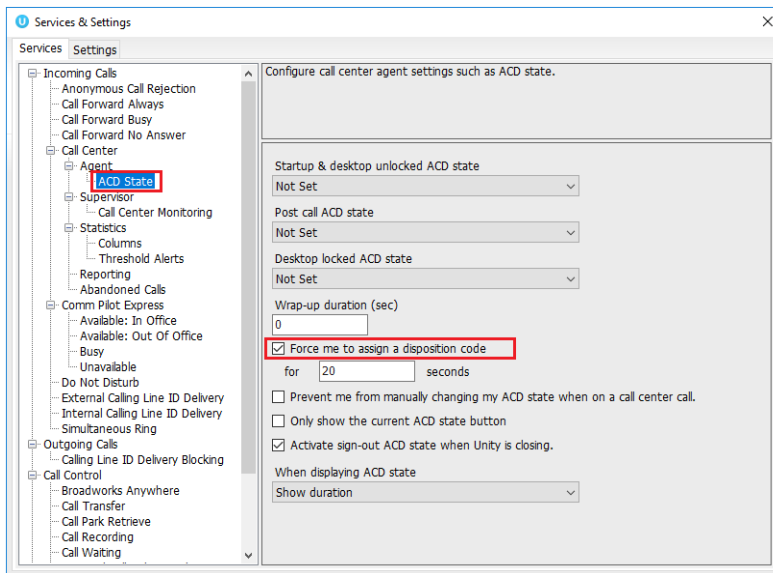 Services & Settings
Services Settings
Incoming Calls
Anonymous Call Rejection
Call Forward Always
Call Forward Busy
Call Forward No Answer
Call Center
Agent
ACD State
Supervisor
Call Center Monitoring
Statistics
Columns
Threshold Alerts
Reporting
Abandoned Calls
Comm Pilot Express
Available: In Office
Available: Out Of Office
Busy
Unavailable
Do Not Disturb
External Calling Line ID Delivery
Internal Calling Line ID Delivery
Simultaneous Ring
Outgoing Calls
Calling Line ID Delivery Blocking
Call Control
Broadworks Anywhere
Call Transfer
Call Park Retrieve
Call Recording
Call Waiting
Configure call center agent settings such as ACD state.
Startup & desktop unlocked ACD state
Not Set
Post call ACD state
Not Set
Desktop locked ACD state
Not Set
Wrap-up duration (sec)
0
Force me to assign a disposition code
for 20 seconds
Prevent me from manually changing my ACD state when on a call center call.
Only show the current ACD state button
Activate sign-out ACD state when Unity is closing.
When displaying ACD state
Show duration